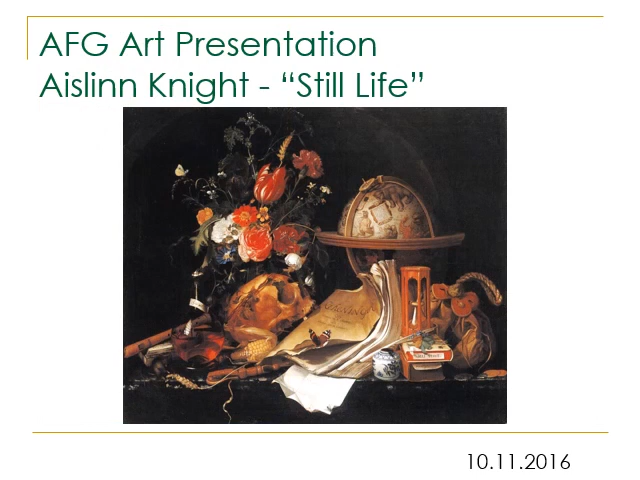 AFG Art Presentation
Aislinn Knight - “Still Life”
10.11.2016